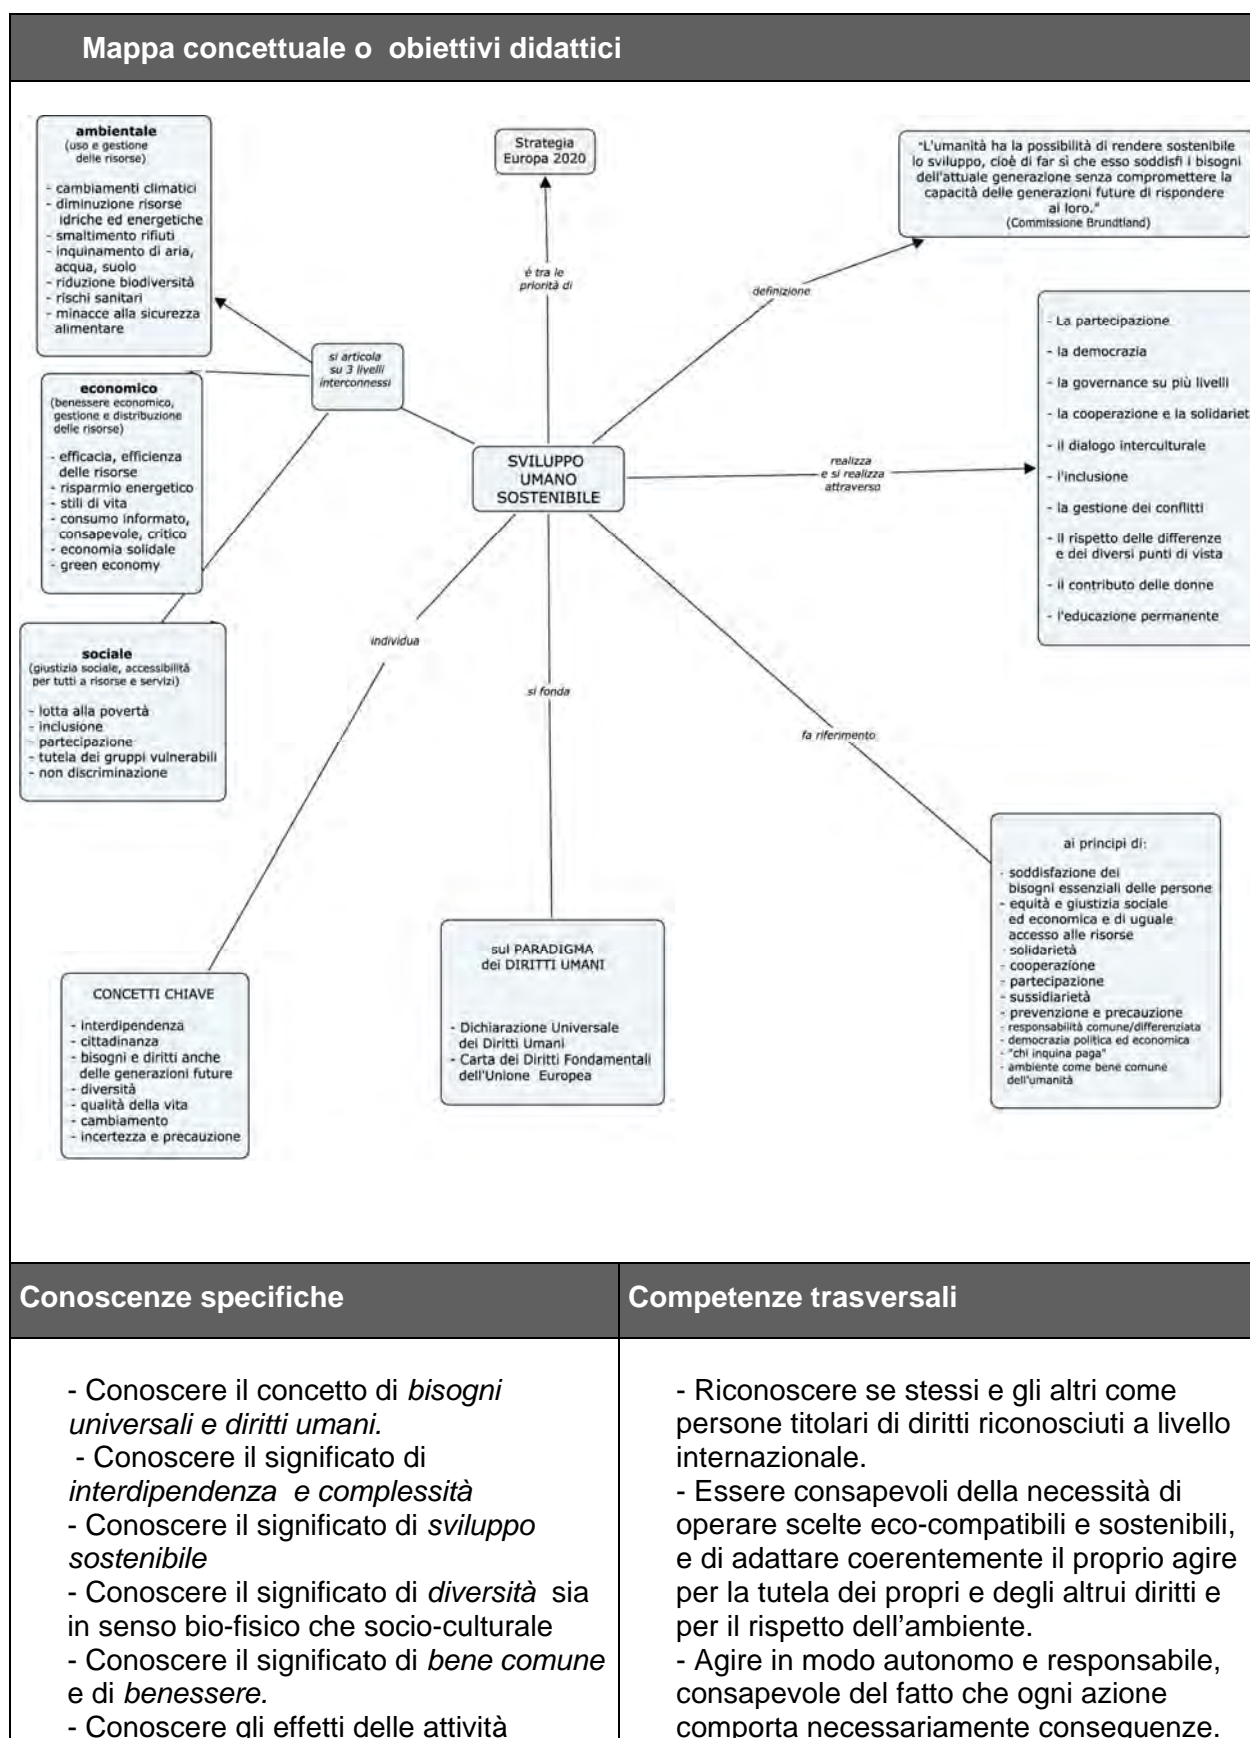 Mappa concettuale o obiettivi didattici
ambientale
(uso e gestione
delle risorse)
- cambiamenti climatici
- diminuzione risorse
idriche ed energetiche
- smaltimento rifiuti
- inquinamento di aria,
acqua, suolo
- riduzione biodiversità
- rischi sanitari
- minacce alla sicurezza
alimentare
Strategia
Europa 2020
"L'umanità ha la possibilità di rendere sostenibile
lo sviluppo, cioè di far sì che esso soddisfi i bisogni
dell'attuale generazione senza compromettere la
capacità delle generazioni future di rispondere
ai loro."
(Commissione Brundtland)
é tra le
priorità di
definizione
si articola
su 3 livelli
interconnessi
economico
(benessere economico,
gestione e distribuzione
delle risorse)
- efficacia, efficienza
delle risorse
- risparmio energetico
- stili di vita
- consumo informato,
consapevole, critico
- economia solidale
- green economy
SVILUPPO
UMANO
SOSTENIBILE
realizza
e si realizza
attraverso
- La partecipazione
- la democrazia
- la governance su più livelli
- la cooperazione e la solidariet
- il dialogo interculturale
- l'inclusione
- la gestione dei conflitti
- il rispetto delle differenze
e dei diversi punti di vista
- il contributo delle donne
- l'educazione permanente
sociale
(giustizia sociale, accessibilità
per tutti a risorse e servizi)
- lotta alla povertà
- inclusione
- partecipazione
- tutela dei gruppi vulnerabili
- non discriminazione
individua
si fonda
fa riferimento
CONCETTI CHIAVE
- interdipendenza
- cittadinanza
- bisogni e diritti anche
delle generazioni future
- diversità
- qualità della vita
- cambiamento
- incertezza e precauzione
sul PARADIGMA
dei DIRITTI UMANI
- Dichiarazione Universale
dei Diritti Umani
- Carta dei Diritti Fondamentali
dell'Unione Europea
ai principi di:
- soddisfazione dei
bisogni essenziali delle persone
- equità e giustizia sociale
ed economica e di uguale
accesso alle risorse
- solidarietà
- cooperazione
- partecipazione
- sussidiarietà
- prevenzione e precauzione
- responsabilità comune/differenziata
- democrazia politica ed economica
- "chi inquina paga"
- ambiente come bene comune
dell'umanità
Conoscenze specifiche
- Conoscere il concetto di bisogni
universali e diritti umani.
- Conoscere il significato di
interdipendenza e complessità
- Conoscere il significato di sviluppo
sostenibile
- Conoscere il significato di diversità sia
in senso bio-fisico che socio-culturale
- Conoscere il significato di bene comune
e di benessere.
- Conoscere gli effetti delle attività
Competenze trasversali
- Riconoscere se stessi e gli altri come
persone titolari di diritti riconosciuti a livello
internazionale.
- Essere consapevoli della necessità di
operare scelte eco-compatibili e sostenibili,
e di adattare coerentemente il proprio agire
per la tutela dei propri e degli altrui diritti e
per il rispetto dell’ambiente.
- Agire in modo autonomo e responsabile,
consapevole del fatto che ogni azione
comporta necessariamente conseguenze.